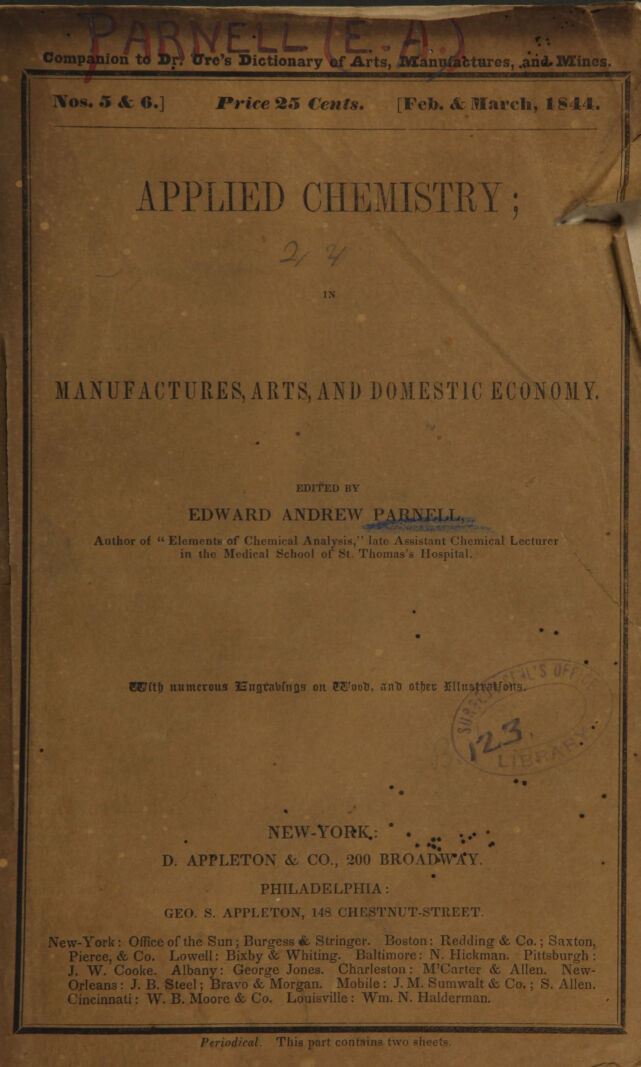 PARNELL (E. A.)
Companion to Dr. Ure's Dictionary of Arts, Manufactures, and Mines.
Nos. 5 & 6.] Price 25 Cents. [Feb. & March, 1844.
APPLIED CHEMISTRY;
24
IN
MANUFACTURES, ARTS, AND DOMESTIC ECONOMY.
EDITED BY
EDWARD ANDREW PARNELL,
Author of "Elements of Chemical Analysis," late Assistant Chemical Lecturer
in the Medical School of St. Thomas's Hospital.
With numerous Engravings on Wood, and other Illustrations.
SURGEON GENERAL'S OFFICE
123
LIBRARY
NEW-YORK:
D. APPLETON & CO., 200 BROADWAY.
PHILADELPHIA:
GEO. S. APPLETON, 148 CHESTNUT-STREET.
New-York: Office of the Sun; Burgess & Stringer. Boston: Redding & Co.; Saxton,
Pierce, & Co. Lowell: Bixby & Whiting. Baltimore: N. Hickman. Pittsburgh:
J. W. Cooke. Albany: George Jones. Charleston: M'Carter & Allen. New-
Orleans: J. B. Steel; Bravo & Morgan. Mobile: J. M. Sumwalt & Co.; S. Allen.
Cincinnati: W. B. Moore & Co. Louisville: Wm. N. Halderman.
Periodical. This part contains two sheets.